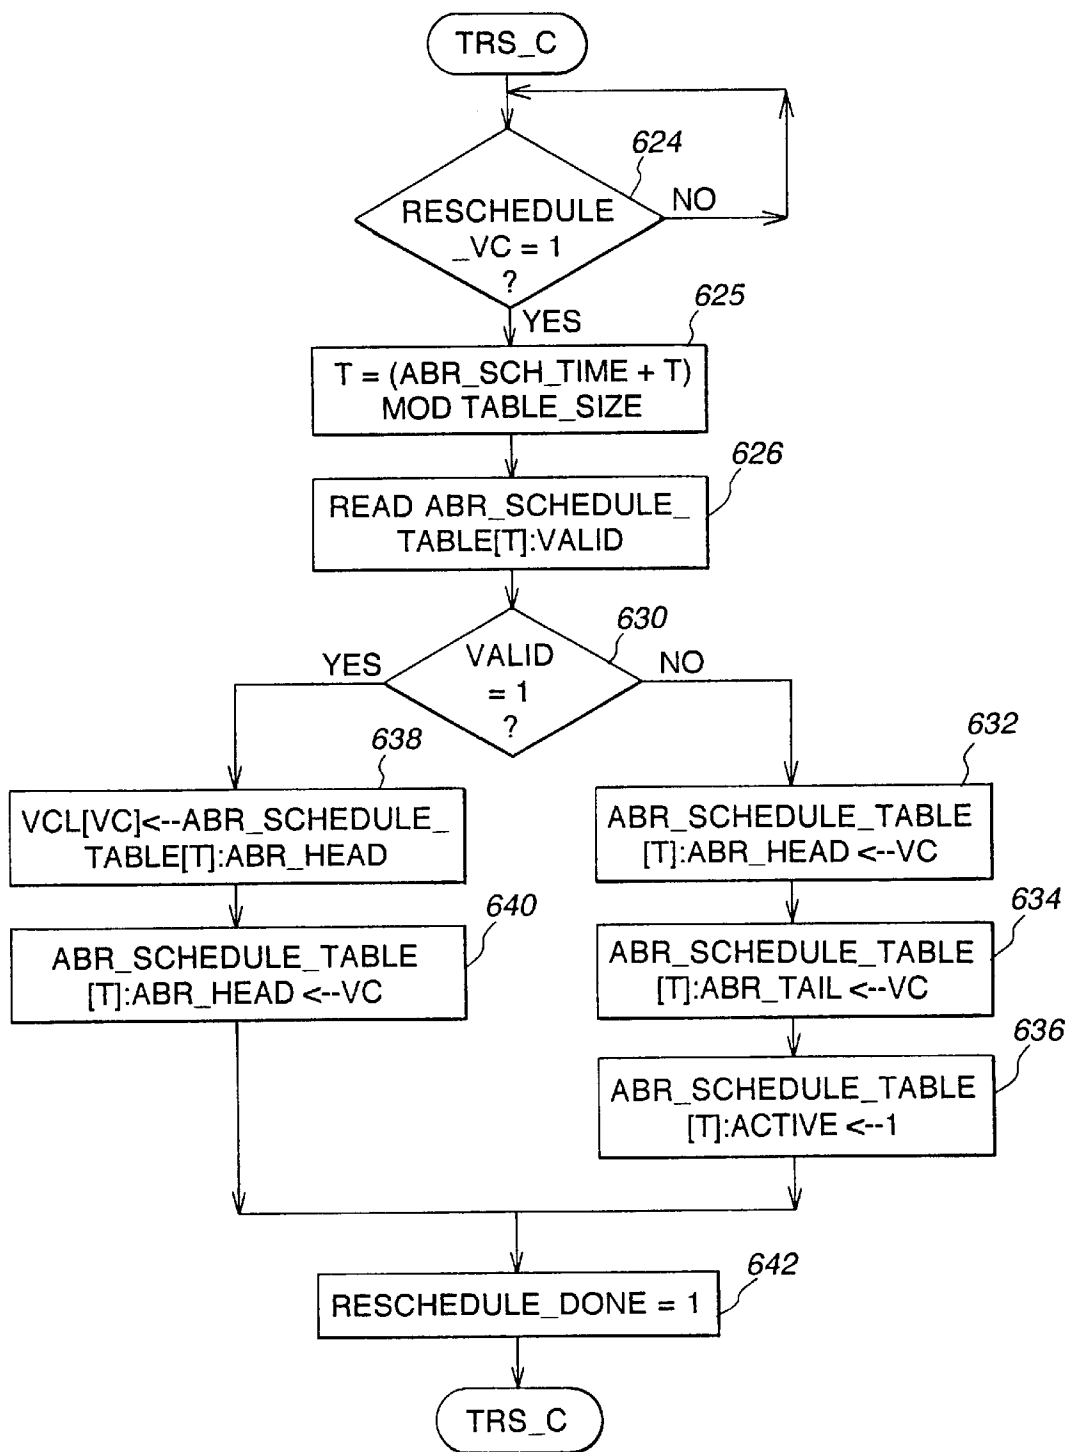 TRS_C
624
RESCHEDULE
_VC = 1
?
NO
YES
625
T = (ABR_SCH_TIME + T)
MOD TABLE_SIZE
626
READ ABR_SCHEDULE_
TABLE[T]:VALID
630
YES
VALID
= 1
?
NO
638
VCL[VC]<--ABR_SCHEDULE_
TABLE[T]:ABR_HEAD
640
ABR_SCHEDULE_TABLE
[T]:ABR_HEAD <--VC
632
ABR_SCHEDULE_TABLE
[T]:ABR_HEAD <--VC
634
ABR_SCHEDULE_TABLE
[T]:ABR_TAIL <--VC
636
ABR_SCHEDULE_TABLE
[T]:ACTIVE <--1
642
RESCHEDULE_DONE = 1
TRS_C